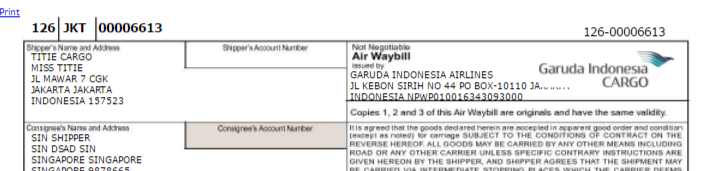 Print
126 JKT 00006613
126-00006613
Shipper's Name and Address
TITIE CARGO
MISS TITIE
JL MAWAR 7 CGK
JAKARTA JAKARTA
INDONESIA 157523
Shipper's Account Number
Not Negotiable
Air Waybill
issued by
GARUDA INDONESIA AIRLINES
JL KEBON SIRIH NO 44 PO BOX-10110
INDONESIA NPWP010016343093000
Garuda Indonesia
CARGO
Copies 1, 2 and 3 of this Air Waybill are originals and have the same validity.
Consignee's Name and Address
SIN SHIPPER
SIN DSAD SIN
SINGAPORE SINGAPORE
SINGAPORE 9878665
Consignee's Account Number
It is agreed that the goods declared herein are accepted in apparent good order and condition
(except as noted) for carriage SUBJECT TO THE CONDITIONS OF CONTRACT ON THE
REVERSE HEREOF. ALL GOODS MAY BE CARRIED BY ANY OTHER MEANS INCLUDING
ROAD OR ANY OTHER CARRIER UNLESS SPECIFIC CONTRARY INSTRUCTIONS ARE
GIVEN HEREON BY THE SHIPPER, AND SHIPPER AGREES THAT THE SHIPMENT MAY
BE CARRIED VIA INTERMEDIATE STOPPING PLACES WHICH THE CARRIER DEEMS